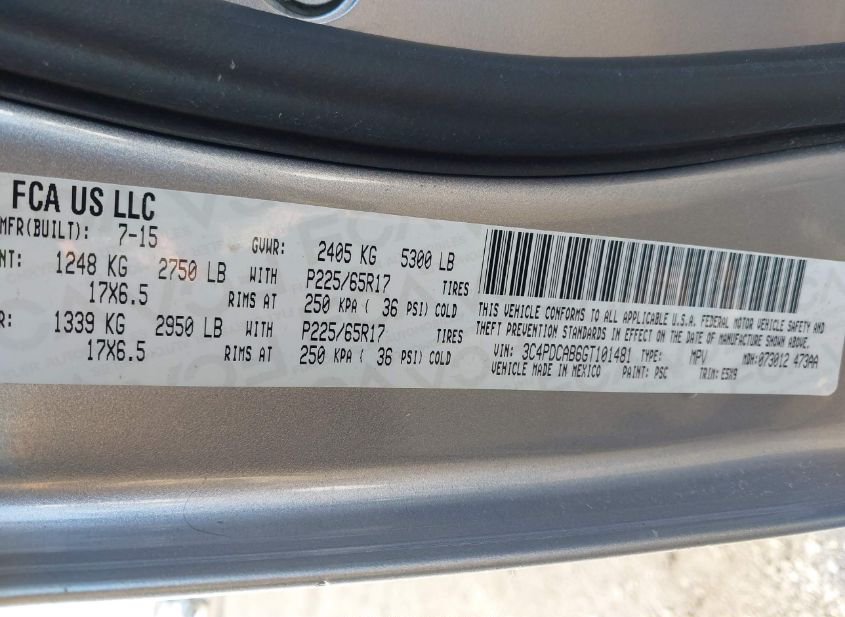 FCA US LLC
MFR(BUILT): 7-15 GVWR: 2405 KG 5300 LB
NT: 1248 KG 2750 LB WITH P225/65R17 TIRES
17X6.5 RIMS AT 250 KPA ( 36 PSI) COLD
R: 1339 KG 2950 LB WITH P225/65R17 TIRES
17X6.5 RIMS AT 250 KPA ( 36 PSI) COLD
THIS VEHICLE CONFORMS TO ALL APPLICABLE U.S.A. FEDERAL MOTOR VEHICLE SAFETY AND
THEFT PREVENTION STANDARDS IN EFFECT ON THE DATE OF MANUFACTURE SHOWN ABOVE.
VIN: 3C4PDCAB6GT101481 TYPE: MPV MDH:073012 473AA
VEHICLE MADE IN MEXICO PAINT: PSC TRIM: E5X9